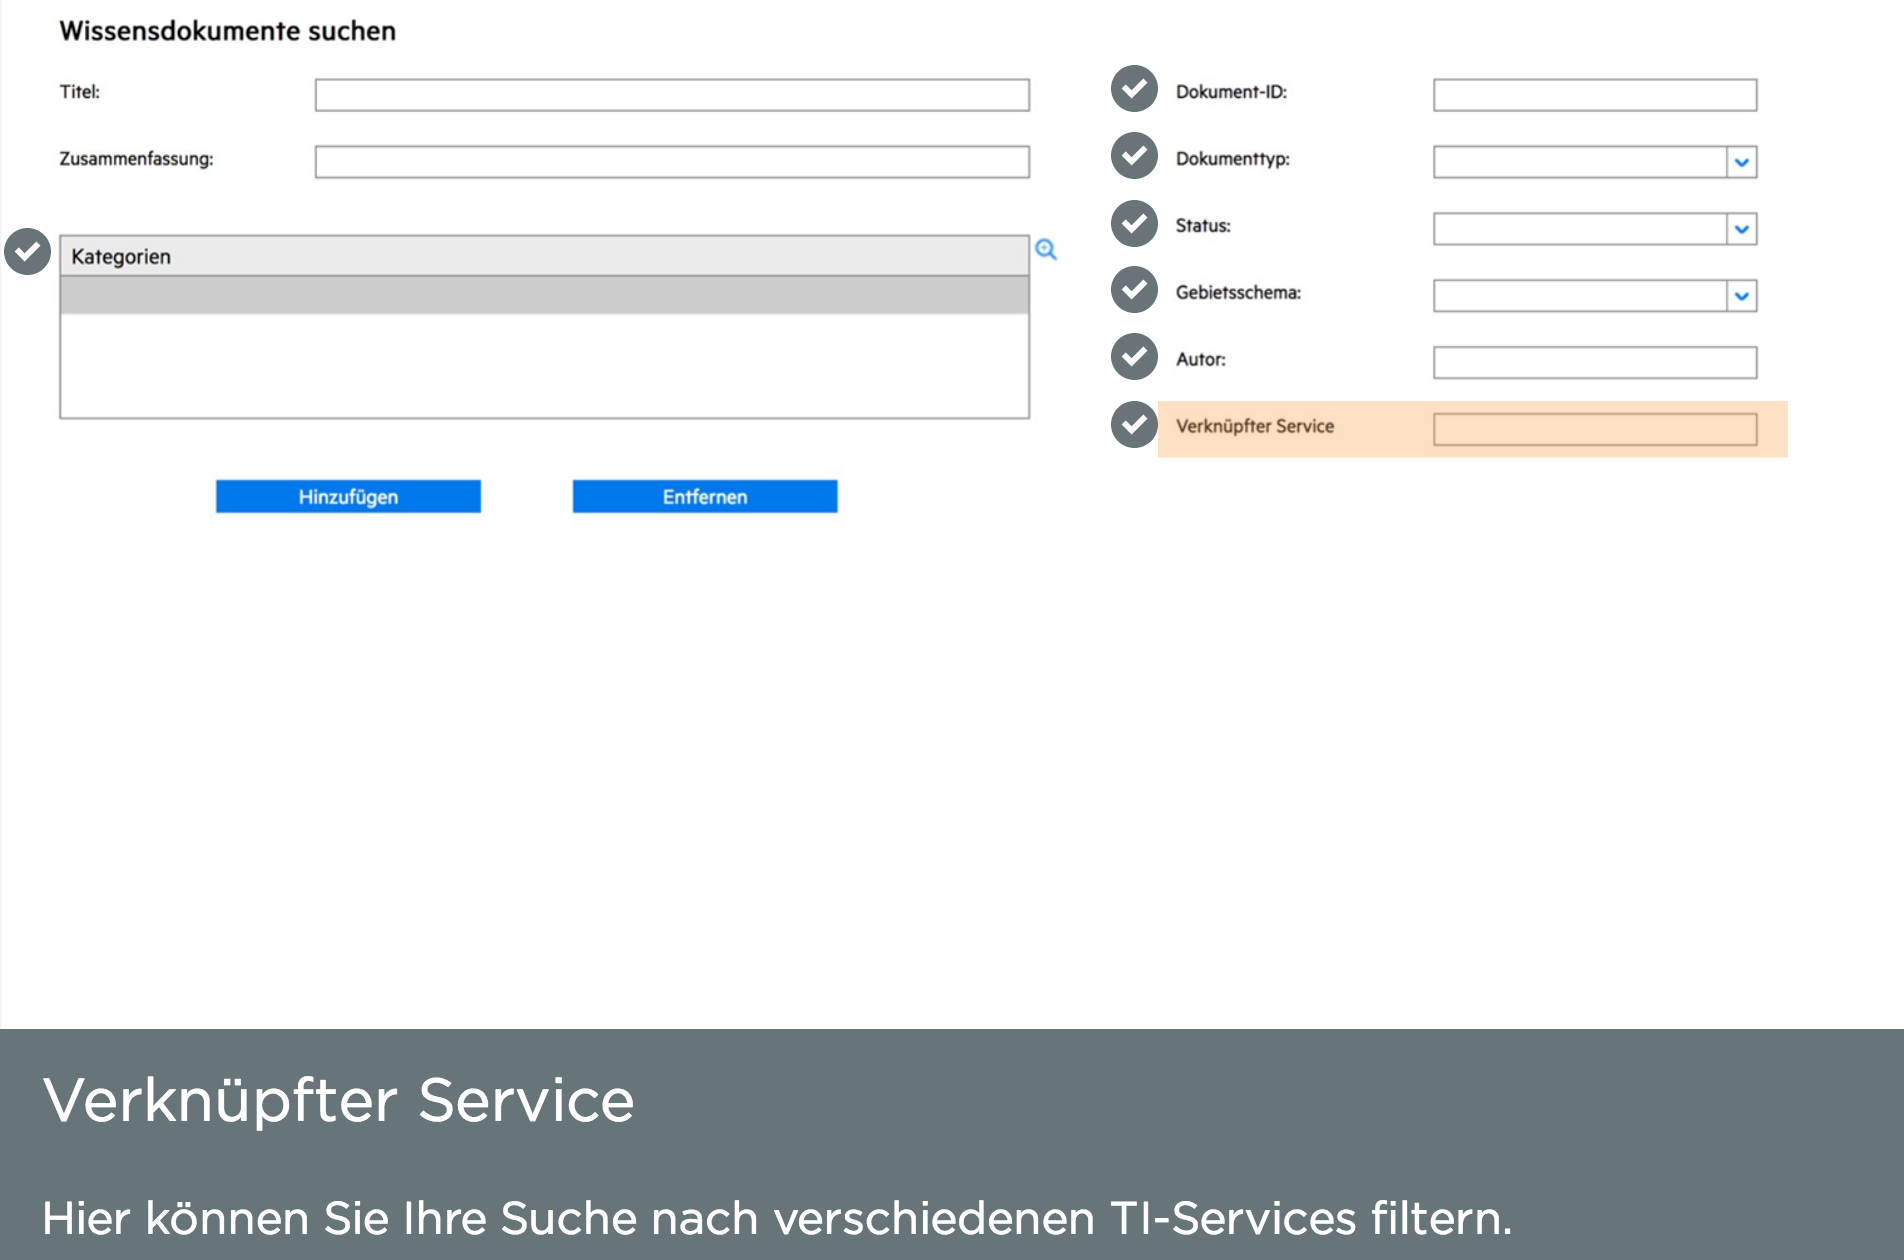 Wissensdokumente suchen
Titel:
Zusammenfassung:
Kategorien
Hinzufügen
Entfernen
Dokument-ID:
Dokumenttyp:
Status:
Gebietsschema:
Autor:
Verknüpfter Service
Verknüpfter Service
Hier können Sie Ihre Suche nach verschiedenen TI-Services filtern.